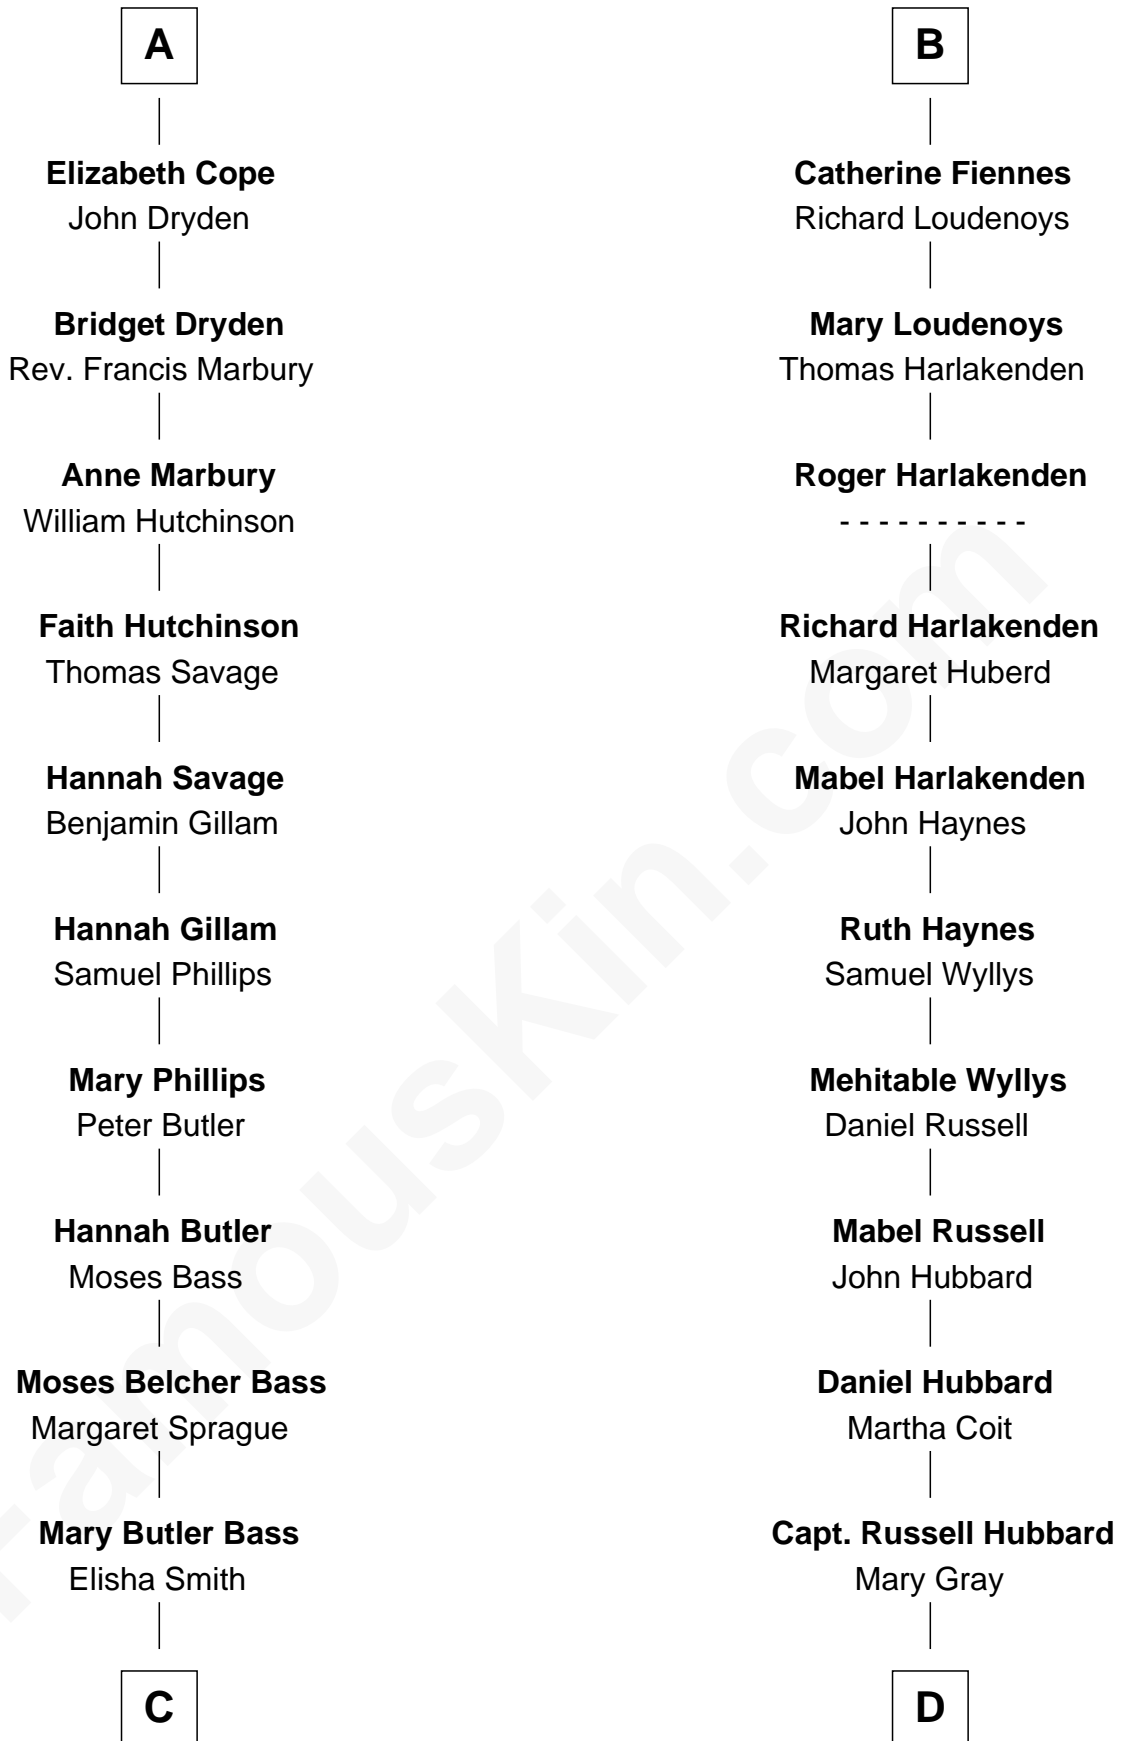 A
Elizabeth Cope
John Dryden
Bridget Dryden
Rev. Francis Marbury
Anne Marbury
William Hutchinson
Faith Hutchinson
Thomas Savage
Hannah Savage
Benjamin Gillam
Hannah Gillam
Samuel Phillips
Mary Phillips
Peter Butler
Hannah Butler
Moses Bass
Moses Belcher Bass
Margaret Sprague
Mary Butler Bass
Elisha Smith
C
B
Catherine Fiennes
Richard Loudenoys
Mary Loudenoys
Thomas Harlakenden
Roger Harlakenden
- - - - - - - - - -
Richard Harlakenden
Margaret Huberd
Mabel Harlakenden
John Haynes
Ruth Haynes
Samuel Wyllys
Mehitable Wyllys
Daniel Russell
Mabel Russell
John Hubbard
Daniel Hubbard
Martha Coit
Capt. Russell Hubbard
Mary Gray
D
FamousKin.com